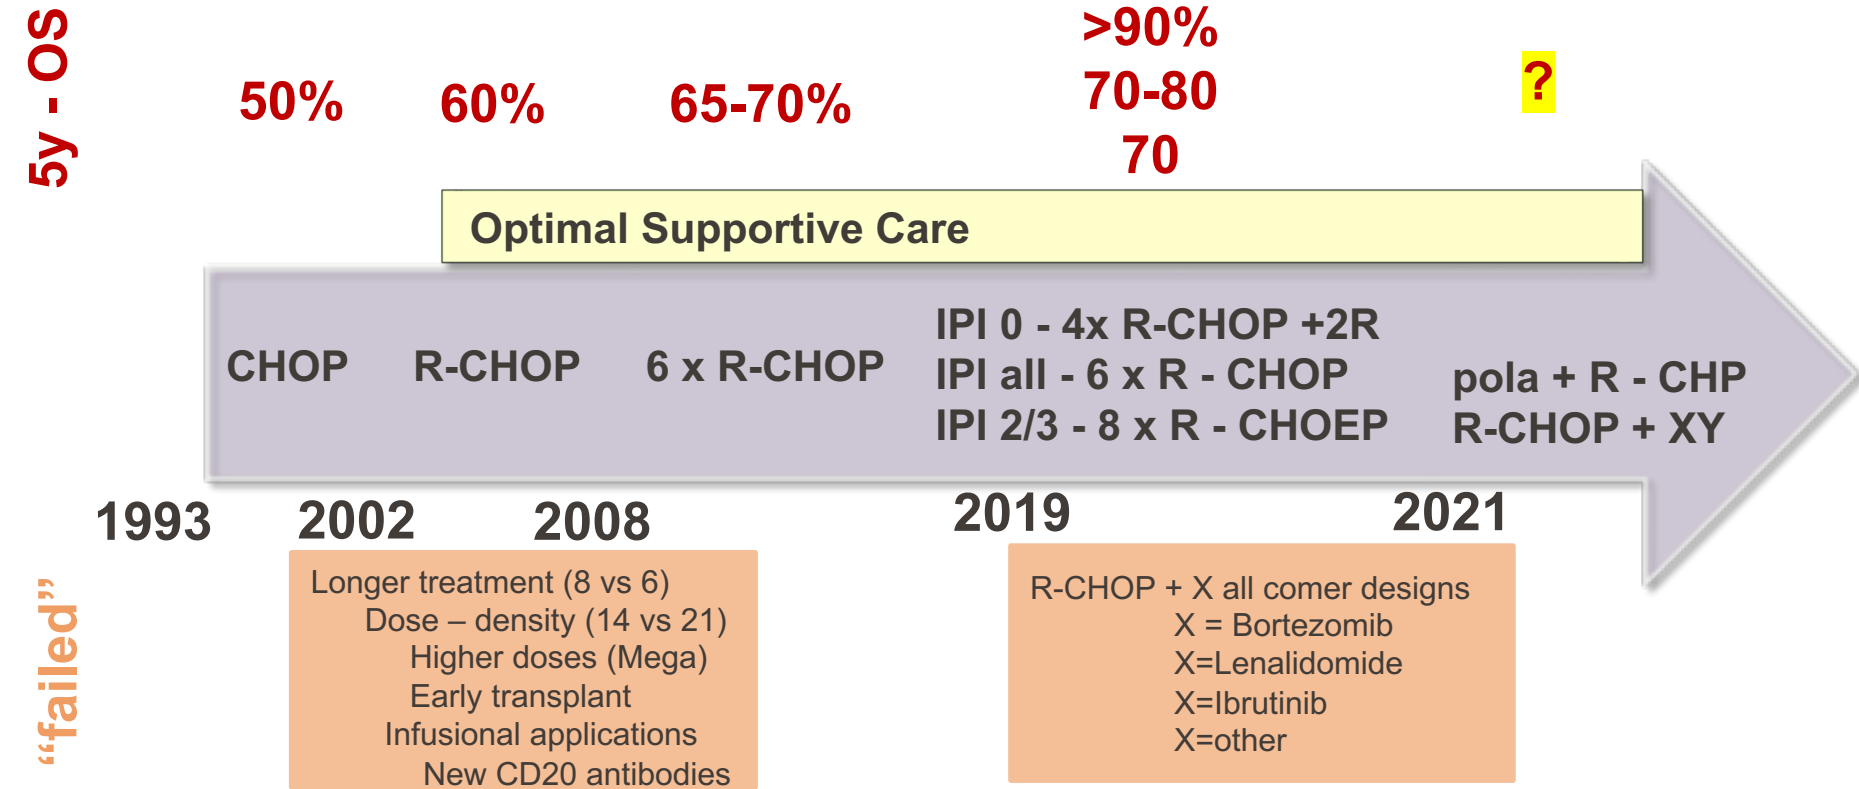 5y - OS
50%
60%
65-70%
>90%
70-80
70
?
Optimal Supportive Care
CHOP
R-CHOP
6 x R-CHOP
IPI 0 - 4x R-CHOP +2R
IPI all - 6 x R - CHOP
IPI 2/3 - 8 x R - CHOEP
pola + R - CHP
R-CHOP + XY
1993
2002
2008
2019
2021
“failed”
Longer treatment (8 vs 6)
Dose – density (14 vs 21)
Higher doses (Mega)
Early transplant
Infusional applications
New CD20 antibodies
R-CHOP + X all comer designs
X = Bortezomib
X=Lenalidomide
X=Ibrutinib
X=other